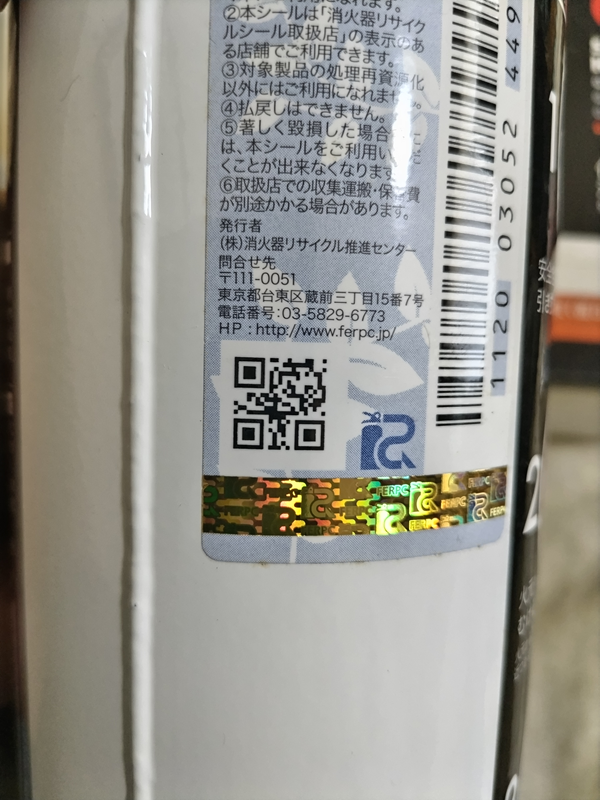 ②本シールは「消火器リサイク
ルシール取扱店」の表示のあ
る店舗でご利用できます。
③対象製品の処理再資源化
以外にはご利用になれません。
④払戻しはできません。
⑤著しく毀損した場合
は、本シールをご利用いただ
くことが出来なくなります。
⑥取扱店での収集運搬・保管費
が別途かかる場合があります。
発行者
(株)消火器リサイクル推進センター
問合せ先
〒111-0051
東京都台東区蔵前三丁目15番7号
電話番号:03-5829-6773
HP : http://www.ferpc.jp/
1120 03052 449
FERPC
FERPC
FERPC
FERPC
2